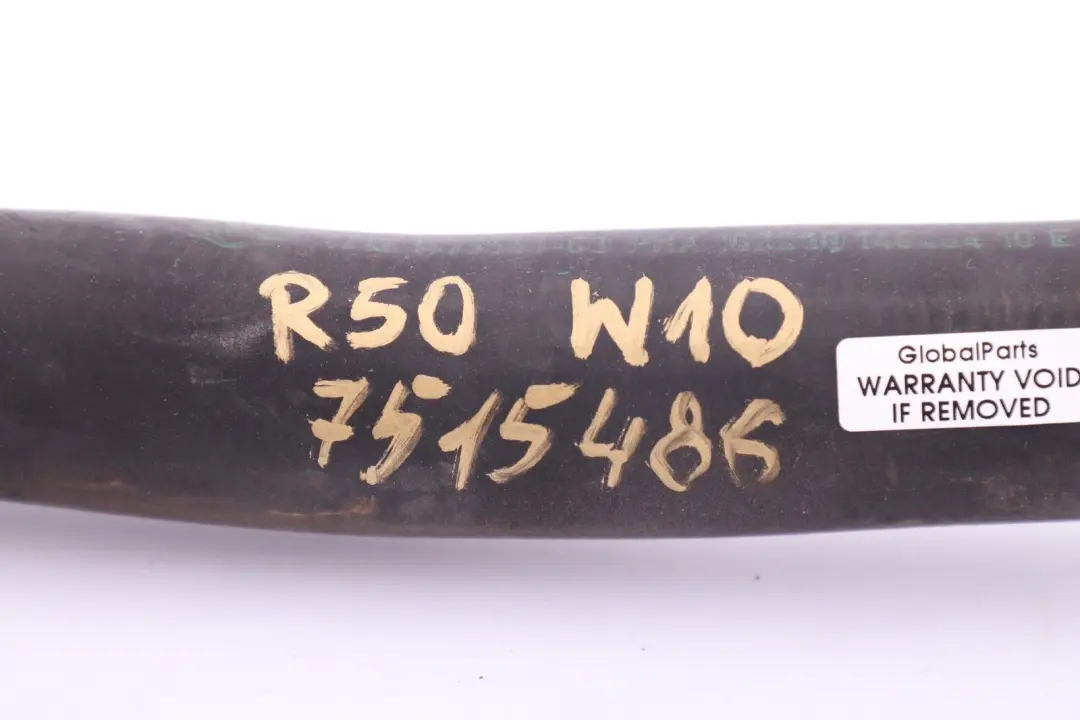 R50 W10
7515486
GlobalParts
WARRANTY VOID
IF REMOVED